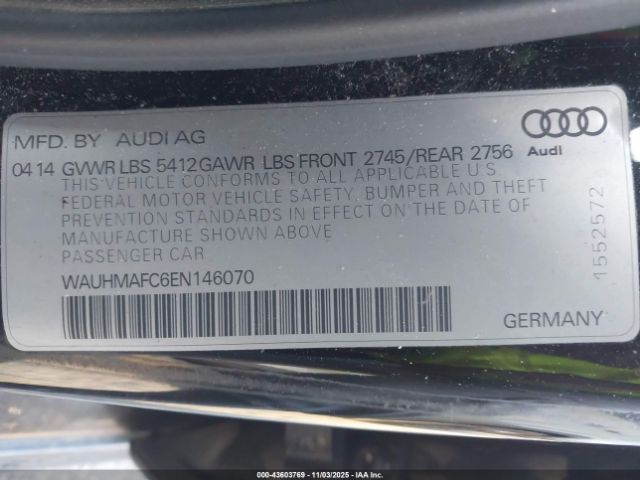 MFD. BY AUDI AG
Audi
04 14 GVWR LBS 5412 GAWR LBS FRONT 2745/REAR 2756
THIS VEHICLE CONFORMS TO ALL APPLICABLE U.S.
FEDERAL MOTOR VEHICLE SAFETY, BUMPER AND THEFT
PREVENTION STANDARDS IN EFFECT ON THE DATE OF
MANUFACTURE SHOWN ABOVE
PASSENGER CAR
WAUHMAFC6EN146070
1552572
GERMANY
000-43603769 - 11/03/2025 - IAA Inc.